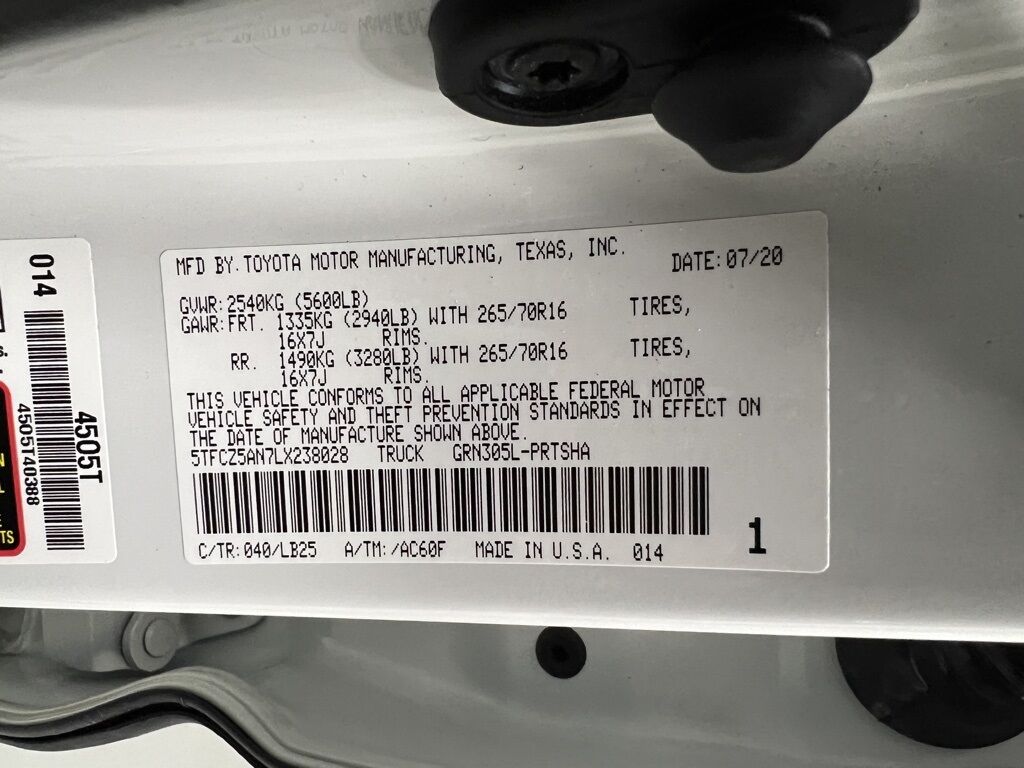 MFD BY.TOYOTA MOTOR MANUFACTURING, TEXAS, INC. DATE:07/20
GVWR:2540KG (5600LB)
GAWR:FRT. 1335KG (2940LB) WITH 265/70R16 TIRES,
16X7J RIMS.
RR. 1490KG (3280LB) WITH 265/70R16 TIRES,
16X7J RIMS.
THIS VEHICLE CONFORMS TO ALL APPLICABLE FEDERAL MOTOR
VEHICLE SAFETY AND THEFT PREVENTION STANDARDS IN EFFECT ON
THE DATE OF MANUFACTURE SHOWN ABOVE.
5TFCZ5AN7LX238028 TRUCK GRN305L-PRTSHA
C/TR:040/LB25 A/TM:/AC60F MADE IN U.S.A. 014
1
014
4505T
4505T40388